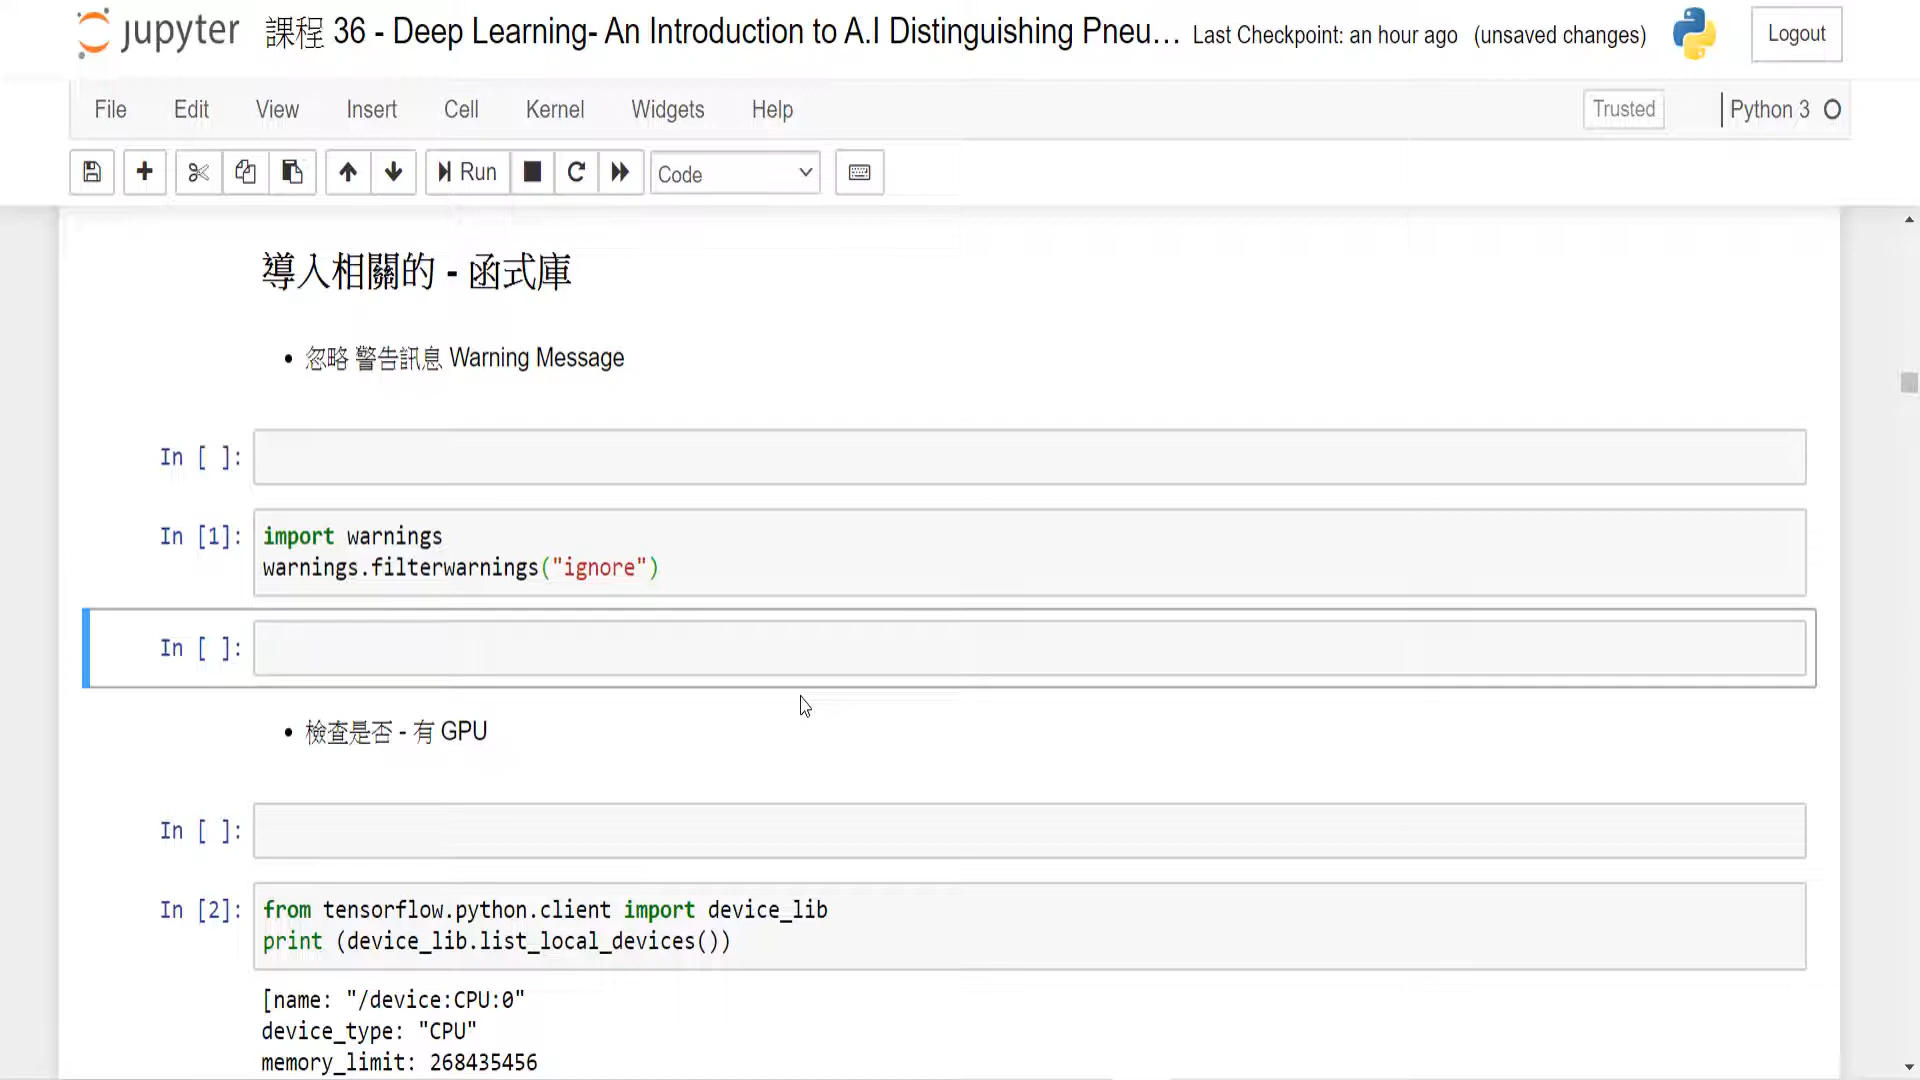 jupyter 課程 36 - Deep Learning- An Introduction to A.I Distinguishing Pneu… Last Checkpoint: an hour ago (unsaved changes) Logout
File Edit View Insert Cell Kernel Widgets Help Trusted Python 3
Run Code
導入相關的 - 函式庫
• 忽略 警告訊息 Warning Message
In [ ]:
In [1]: import warnings
warnings.filterwarnings("ignore")
In [ ]:
• 檢查是否 - 有 GPU
In [ ]:
In [2]: from tensorflow.python.client import device_lib
print (device_lib.list_local_devices())
[name: "/device:CPU:0"
device_type: "CPU"
memory_limit: 268435456